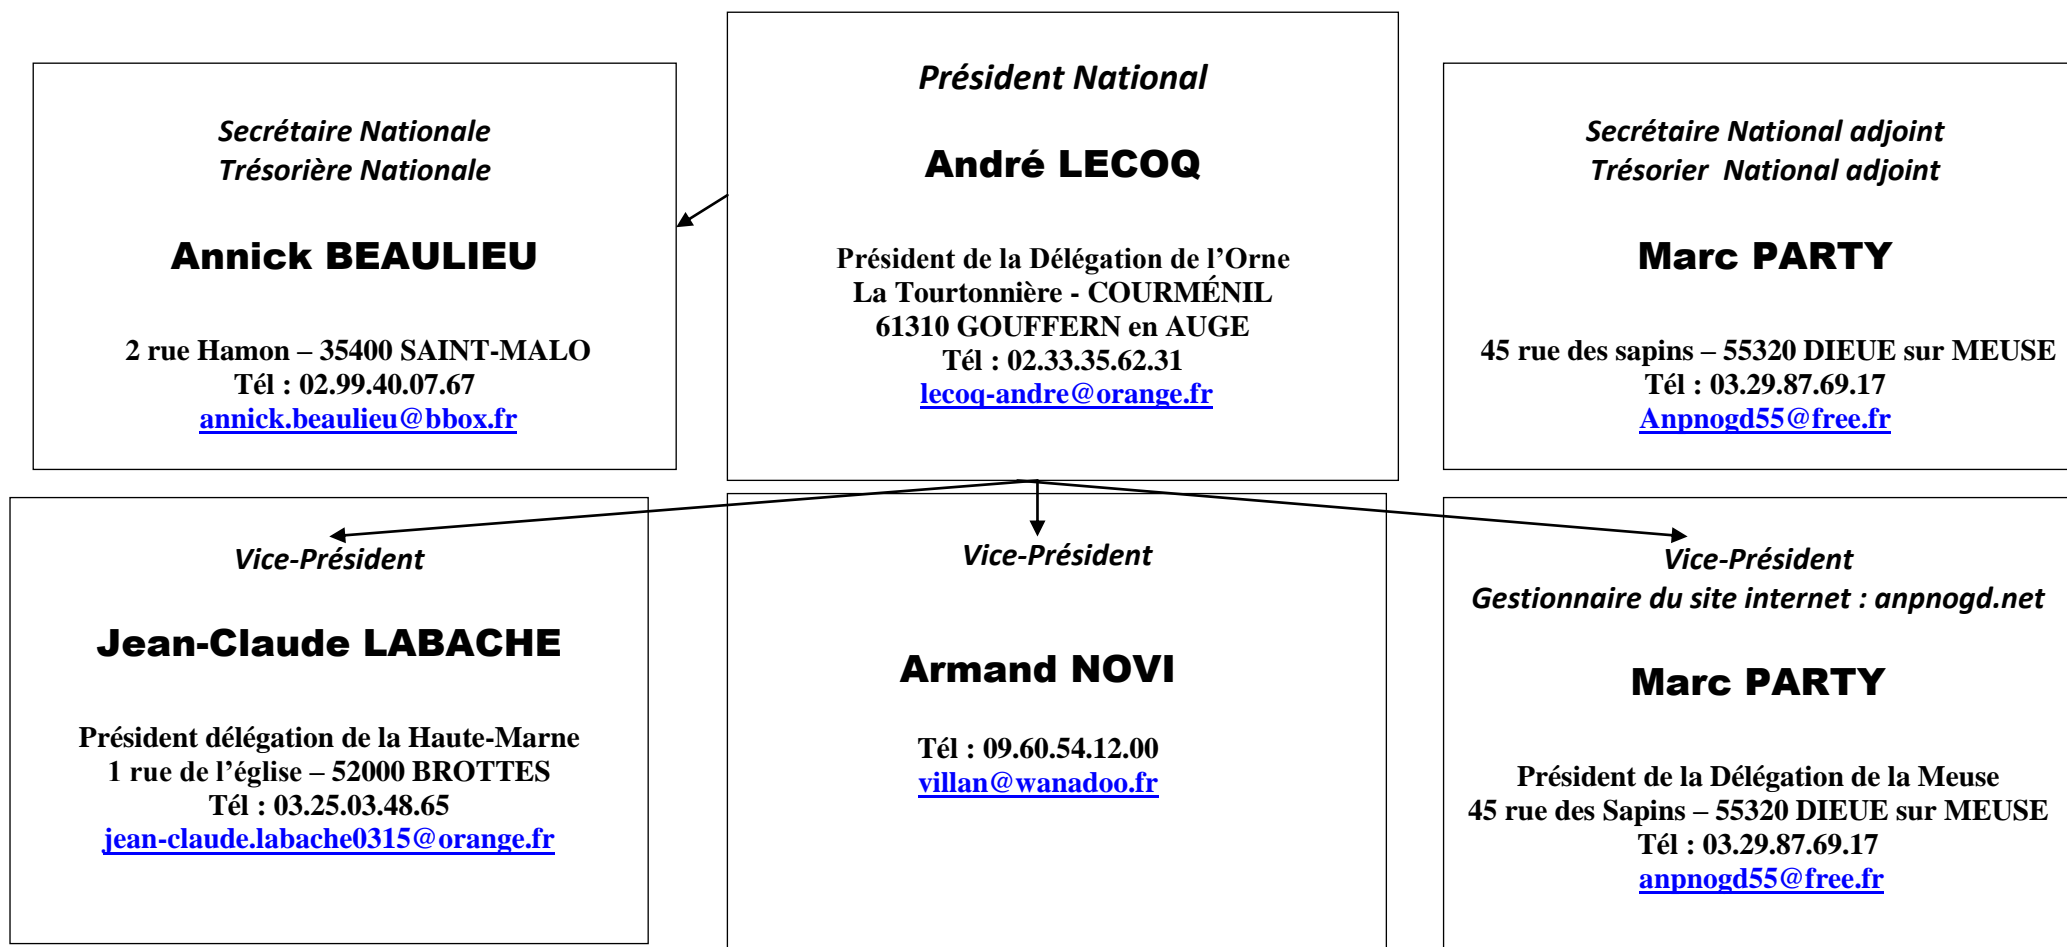 Secrétaire Nationale
Trésorière Nationale
Annick BEAULIEU
2 rue Hamon – 35400 SAINT-MALO
Tél : 02.99.40.07.67
annick.beaulieu@bbox.fr
Président National
André LECOQ
Président de la Délégation de l’Orne
La Tourtonnière - COURMÉNIL
61310 GOUFFERN en AUGE
Tél : 02.33.35.62.31
lecoq-andre@orange.fr
Secrétaire National adjoint
Trésorier  National adjoint
Marc PARTY
45 rue des sapins – 55320 DIEUE sur MEUSE
Tél : 03.29.87.69.17
Anpnogd55@free.fr
Vice-Président
Jean-Claude LABACHE
Président délégation de la Haute-Marne
1 rue de l’église – 52000 BROTTES
Tél : 03.25.03.48.65
jean-claude.labache0315@orange.fr
Vice-Président
Armand NOVI
Tél : 09.60.54.12.00
villan@wanadoo.fr
Vice-Président
Gestionnaire du site internet : anpnogd.net
Marc PARTY
Président de la Délégation de la Meuse
45 rue des Sapins – 55320 DIEUE sur MEUSE
Tél : 03.29.87.69.17
anpnogd55@free.fr